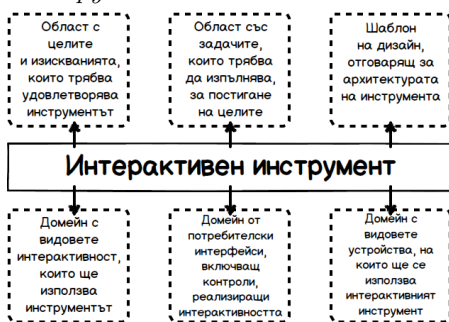 Област с
целите
и изискванията,
които трябва
удовлетворява
инструментът
Област със
задачите,
които трябва
да изпълнява,
за постигане
на целите
Шаблон
на дизайн,
отговарящ за
архитектурата
на инструмента
Интерактивен инструмент
Домейн с
видовете
интерактивност,
които ще
използва
инструментът
Домейн от
потребителски
интерфейси,
включващ
контроли,
реализиращи
интерактивността
Домейн с
видовете
устройства, на
които ще се
използва
интерактивният
инструмент